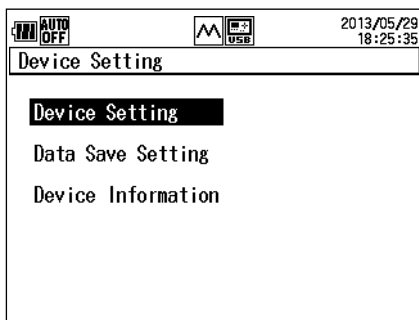 AUTO
OFF
USB
2013/05/29
18:25:35
Device Setting
Device Setting
Data Save Setting
Device Information